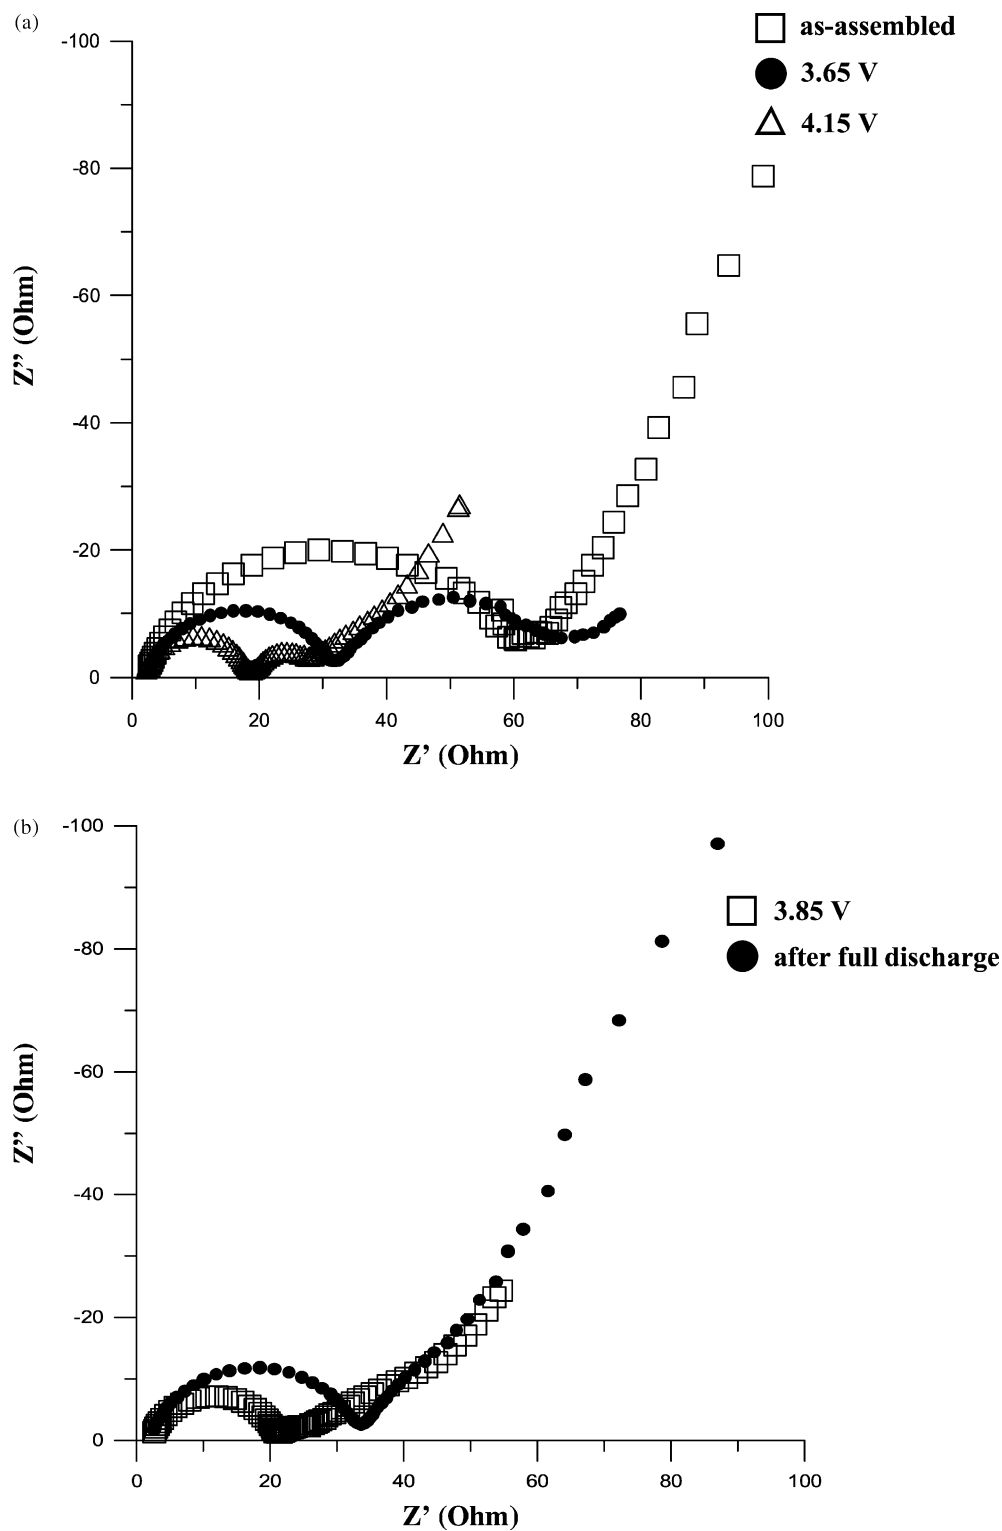 (a)
as-assembled
3.65 V
4.15 V
-100
-80
-60
-40
-20
0
Z” (Ohm)
0 20 40 60 80 100
Z’ (Ohm)
(b)
3.85 V
after full discharge
-100
-80
-60
-40
-20
0
Z” (Ohm)
0 20 40 60 80 100
Z’ (Ohm)